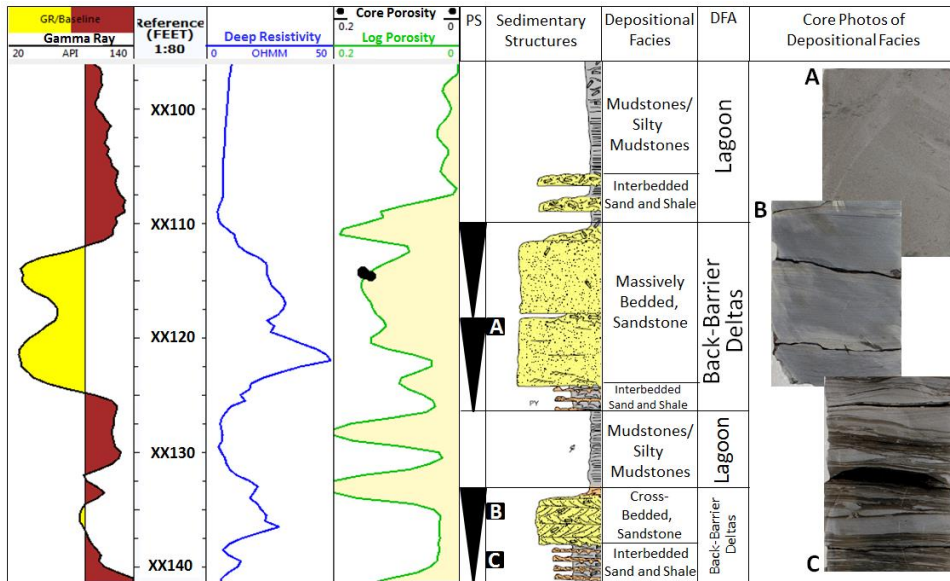 GR/Baseline
Gamma Ray
20 API 140
Reference
(FEET)
1:80
Deep Resistivity
0 OHMM 50
Core Porosity
0.2 0
Log Porosity
0.2 0
PS
Sedimentary
Structures
Depositional
Facies
DFA
Core Photos of
Depositional Facies
XX100
XX110
XX120
XX130
XX140
A
B
C
PY
Mudstones/
Silty
Mudstones
Interbedded
Sand and Shale
Massively
Bedded,
Sandstone
Interbedded
Sand and Shale
Mudstones/
Silty
Mudstones
Cross-
Bedded,
Sandstone
Interbedded
Sand and Shale
Lagoon
Back-Barrier
Deltas
Lagoon
Back-Barrier
Deltas
A
B
C